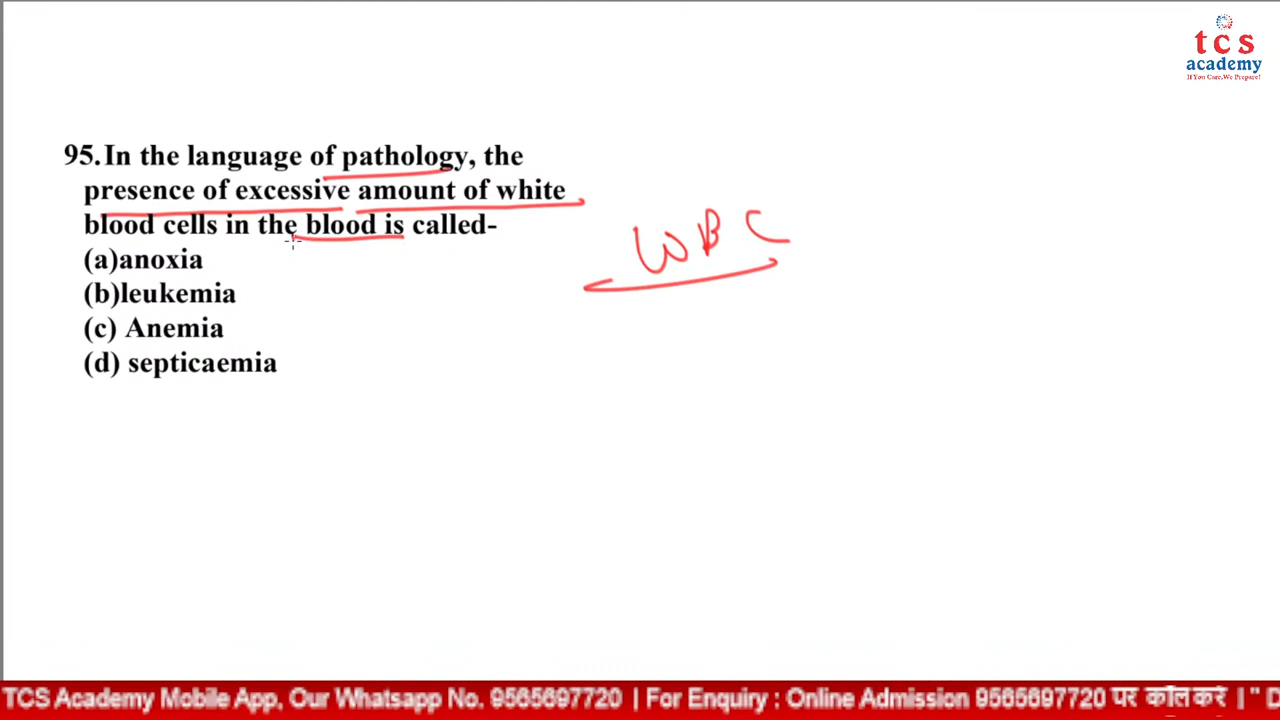 tcs
academy
If You Care,We Prepare!
95.In the language of pathology, the
presence of excessive amount of white
blood cells in the blood is called-
(a)anoxia
(b)leukemia
(c) Anemia
(d) septicaemia
WBC
TCS Academy Mobile App, Our Whatsapp No. 9565697720 | For Enquiry : Online Admission 9565697720 पर कॉल करें | " D